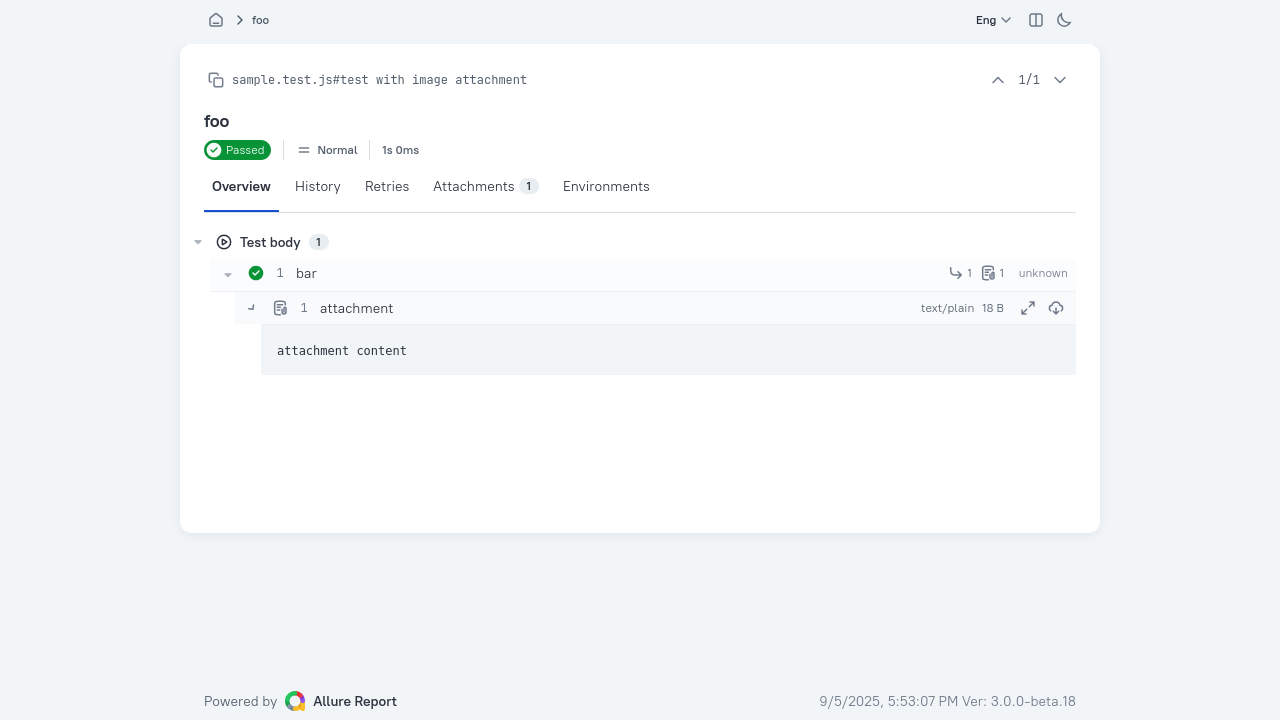 foo
Eng
sample.test.js#test with image attachment
1/1
foo
Passed
Normal
1s 0ms
Overview
History
Retries
Attachments 1
Environments
Test body 1
1 bar
1
1
unknown
1 attachment
text/plain 18 B
attachment content
Powered by Allure Report
9/5/2025, 5:53:07 PM Ver: 3.0.0-beta.18